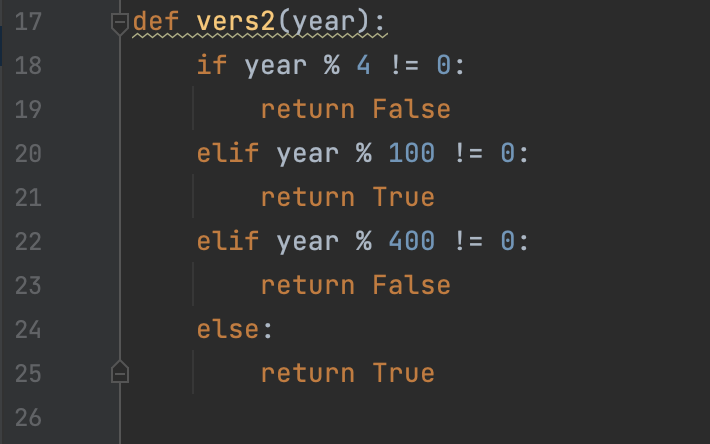 17 def vers2(year):
18     if year % 4 != 0:
19         return False
20     elif year % 100 != 0:
21         return True
22     elif year % 400 != 0:
23         return False
24     else:
25         return True
26